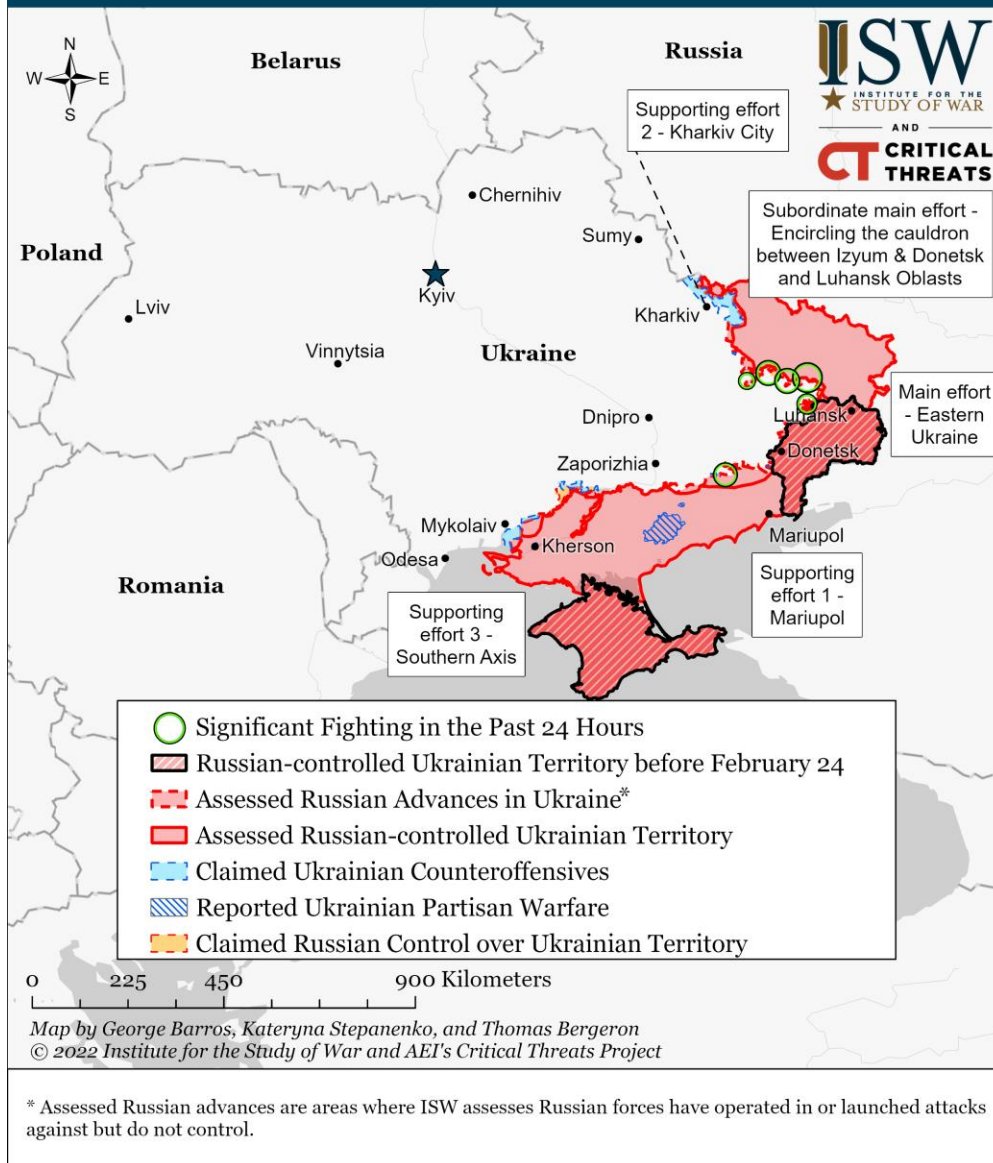 N
W E
S
Belarus
Russia
ISW
INSTITUTE FOR THE
STUDY OF WAR
AND
CT CRITICAL
THREATS
Supporting effort
2 - Kharkiv City
Chernihiv
Subordinate main effort -
Encircling the cauldron
between Izyum & Donetsk
and Luhansk Oblasts
Sumy
Poland
Kyiv
Lviv
Kharkiv
Vinnytsia
Ukraine
Main effort
- Eastern
Ukraine
Dnipro
Luhansk
Donetsk
Zaporizhia
Mykolaiv
Mariupol
Kherson
Odesa
Romania
Supporting
effort 1 -
Mariupol
Supporting
effort 3 -
Southern Axis
Significant Fighting in the Past 24 Hours
Russian-controlled Ukrainian Territory before February 24
Assessed Russian Advances in Ukraine*
Assessed Russian-controlled Ukrainian Territory
Claimed Ukrainian Counteroffensives
Reported Ukrainian Partisan Warfare
Claimed Russian Control over Ukrainian Territory
0 225 450 900 Kilometers
Map by George Barros, Kateryna Stepanenko, and Thomas Bergeron
© 2022 Institute for the Study of War and AEI's Critical Threats Project
* Assessed Russian advances are areas where ISW assesses Russian forces have operated in or launched attacks
against but do not control.